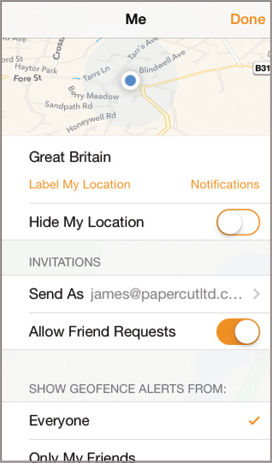 Me
Done
Cross
Tarr's Ave
Haytor Park
Tarrs Ln
Blindwell Ave
Fore St
B31
Berry Meadow
Sandpath Rd
Honeywell Rd
Great Britain
Label My Location Notifications
Hide My Location
INVITATIONS
Send As james@papercutltd.c...
Allow Friend Requests
SHOW GEOFENCE ALERTS FROM:
Everyone
Only My Friends